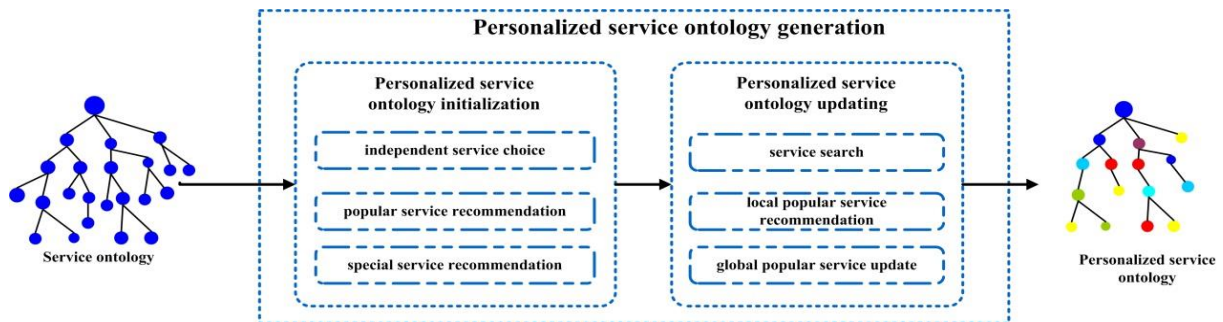 Personalized service ontology generation
Personalized service
ontology initialization
independent service choice
popular service recommendation
special service recommendation
Personalized service
ontology updating
service search
local popular service
recommendation
global popular service update
Service ontology
Personalized service
ontology